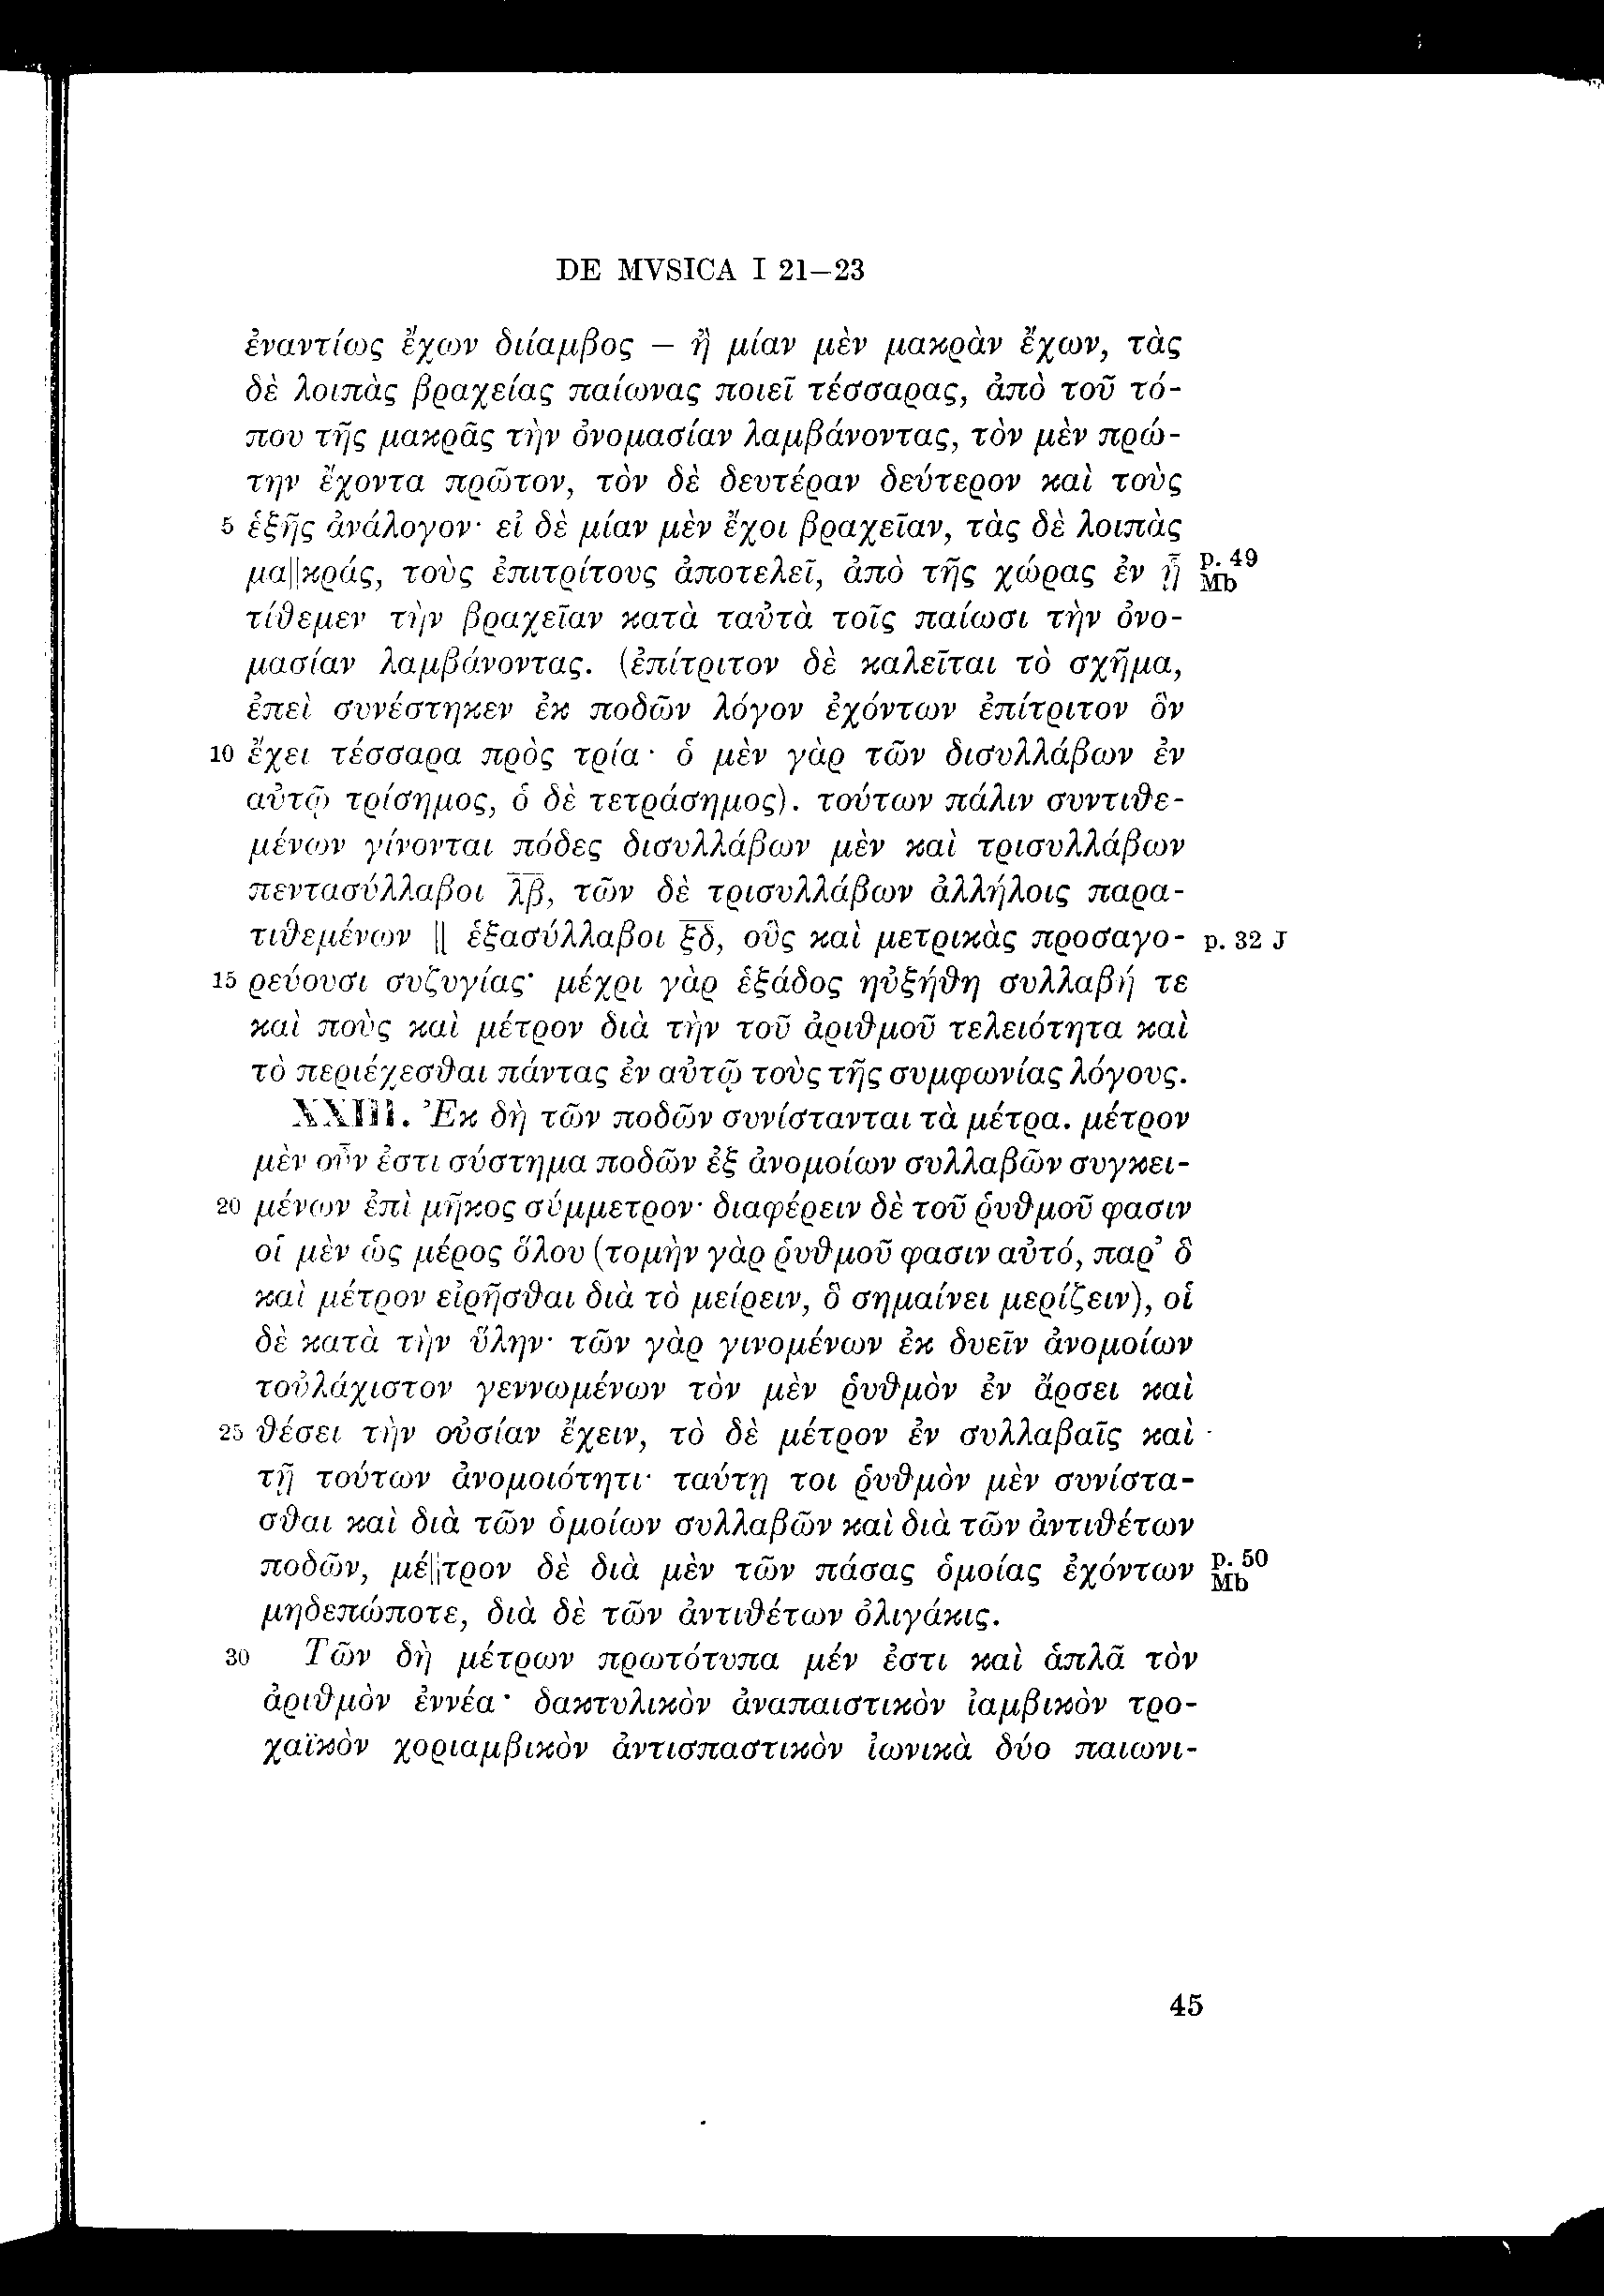 DE MVSICA I 21–23
ἐναντίως ἔχων διίαμβος – ἢ μίαν μὲν μακρὰν ἔχων, τὰς
δὲ λοιπὰς βραχείας παίωνας ποιεῖ τέσσαρας, ἀπὸ τοῦ τό-
που τῆς μακρᾶς τὴν ὀνομασίαν λαμβάνοντας, τὸν μὲν πρώ-
την ἔχοντα πρῶτον, τὸν δὲ δευτέραν δεύτερον καὶ τοὺς
5 ἑξῆς ἀνάλογον· εἰ δὲ μίαν μὲν ἔχοι βραχεῖαν, τὰς δὲ λοιπὰς
μα||κράς, τοὺς ἐπιτρίτους ἀποτελεῖ, ἀπὸ τῆς χώρας ἐν ᾗ p. 49 Mb
τίθεμεν τὴν βραχεῖαν κατὰ ταὐτὰ τοῖς παίωσι τὴν ὀνο-
μασίαν λαμβάνοντας. (ἐπίτριτον δὲ καλεῖται τὸ σχῆμα,
ἐπεὶ συνέστηκεν ἐκ ποδῶν λόγον ἐχόντων ἐπίτριτον ὃν
10 ἔχει τέσσαρα πρὸς τρία· ὁ μὲν γὰρ τῶν δισυλλάβων ἐν
αὐτῷ τρίσημος, ὁ δὲ τετράσημος). τούτων πάλιν συντιθε-
μένων γίνονται πόδες δισυλλάβων μὲν καὶ τρισυλλάβων
πεντασύλλαβοι λ̅β̅, τῶν δὲ τρισυλλάβων ἀλλήλοις παρα-
τιθεμένων || ἑξασύλλαβοι ξ̅δ̅, οὓς καὶ μετρικὰς προσαγο- p. 32 J
15 ρεύουσι συζυγίας· μέχρι γὰρ ἑξάδος ηὐξήθη συλλαβή τε
καὶ ποὺς καὶ μέτρον διὰ τὴν τοῦ ἀριθμοῦ τελειότητα καὶ
τὸ περιέχεσθαι πάντας ἐν αὐτῷ τοὺς τῆς συμφωνίας λόγους.
XXIII. Ἐκ δὴ τῶν ποδῶν συνίστανται τὰ μέτρα. μέτρον
μὲν οὖν ἐστι σύστημα ποδῶν ἐξ ἀνομοίων συλλαβῶν συγκει-
20 μένων ἐπὶ μῆκος σύμμετρον· διαφέρειν δὲ τοῦ ῥυθμοῦ φασιν
οἱ μὲν ὡς μέρος ὅλου (τομὴν γὰρ ῥυθμοῦ φασιν αὐτό, παρ’ ὃ
καὶ μέτρον εἰρῆσθαι διὰ τὸ μείρειν, ὃ σημαίνει μερίζειν), οἱ
δὲ κατὰ τὴν ὕλην· τῶν γὰρ γινομένων ἐκ δυεῖν ἀνομοίων
τοὐλάχιστον γεννωμένων τὸν μὲν ῥυθμὸν ἐν ἄρσει καὶ
25 θέσει τὴν οὐσίαν ἔχειν, τὸ δὲ μέτρον ἐν συλλαβαῖς καὶ
τῇ τούτων ἀνομοιότητι· ταύτῃ τοι ῥυθμὸν μὲν συνίστα-
σθαι καὶ διὰ τῶν ὁμοίων συλλαβῶν καὶ διὰ τῶν ἀντιθέτων
ποδῶν, μέ||τρον δὲ διὰ μὲν τῶν πάσας ὁμοίας ἐχόντων p. 50 Mb
μηδεπώποτε, διὰ δὲ τῶν ἀντιθέτων ὀλιγάκις.
30 Τῶν δὴ μέτρων πρωτότυπα μέν ἐστι καὶ ἁπλᾶ τὸν
ἀριθμὸν ἐννέα· δακτυλικὸν ἀναπαιστικὸν ἰαμβικὸν τρο-
χαϊκὸν χοριαμβικὸν ἀντισπαστικὸν ἰωνικὰ δύο παιωνι-
45